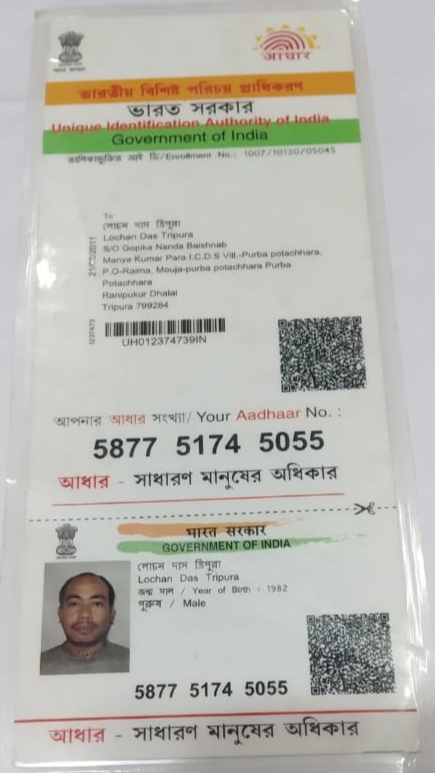 आधार
ভারতীয় বিশিষ্ট পরিচয় প্রাধিকরণ
ভারত সরকার
Unique Identification Authority of India
Government of India
তালিকাভুক্তির আই ডি/Enrollment No.: 1007/10130/05045
To
লোচন দাস ত্রিপুরা
Lochan Das Tripura
S/O Gopika Nanda Baishnab
Manya Kumar Para I.C.D.S Vill.-Purba potachhara,
P.O-Raima, Mouja-purba potachhara Purba
Potachhara
Ranipukur Dhalai
Tripura 799284
UH012374739IN
আপনার আধার সংখ্যা/ Your Aadhaar No. :
5877 5174 5055
আধার - সাধারণ মানুষের অধিকার
भारत सरकार
GOVERNMENT OF INDIA
লোচন দাস ত্রিপুরা
Lochan Das Tripura
জন্ম সাল / Year of Birth : 1982
পুরুষ / Male
5877 5174 5055
আধার - সাধারণ মানুষের অধিকার